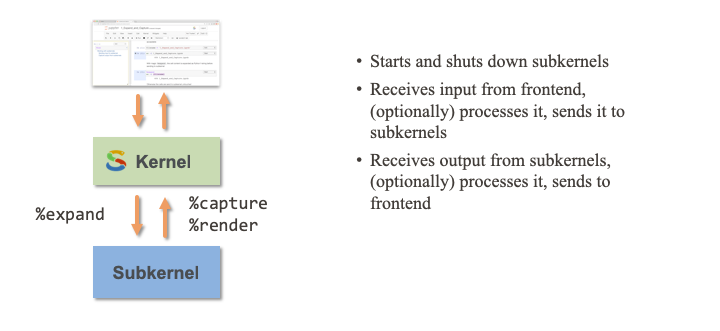 Kernel
%expand
%capture
%render
Subkernel
• Starts and shuts down subkernels
• Receives input from frontend,
(optionally) processes it, sends it to
subkernels
• Receives output from subkernels,
(optionally) processes it, sends to
frontend